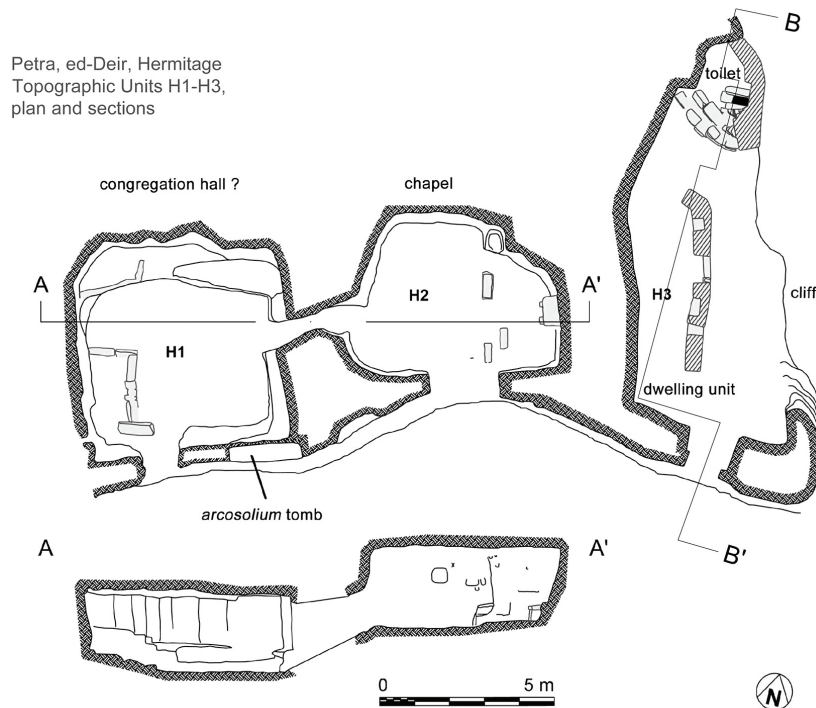 Petra, ed-Deir, Hermitage
Topographic Units H1-H3,
plan and sections
B
toilet
congregation hall ?
chapel
A
H2
A'
H3
cliff
H1
dwelling unit
arcosolium tomb
A
A'
B'
0
5 m
N